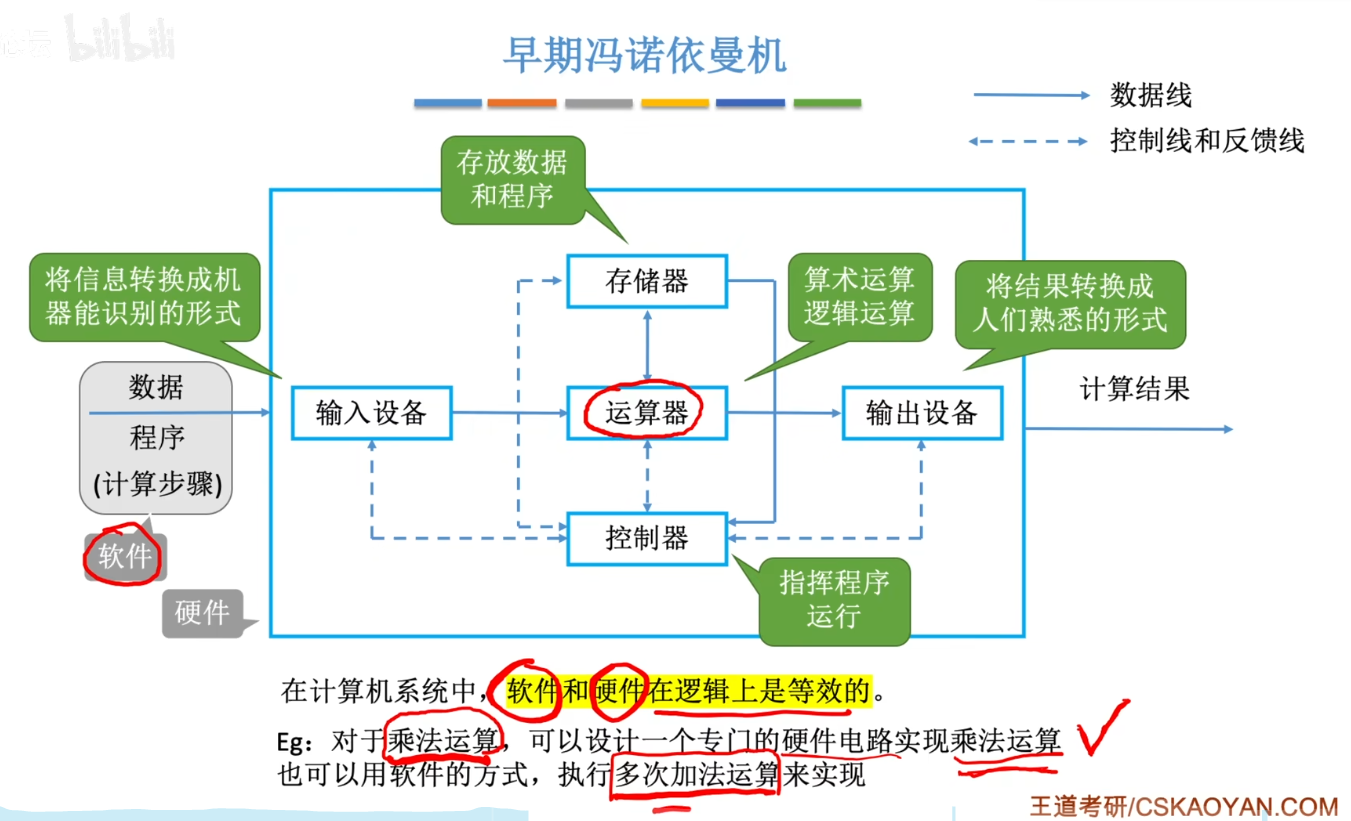 bilibili
早期冯诺依曼机
数据线
控制线和反馈线
存放数据
和程序
将信息转换成机
器能识别的形式
存储器
算术运算
逻辑运算
将结果转换成
人们熟悉的形式
数据
程序
(计算步骤)
输入设备
运算器
输出设备
计算结果
软件
硬件
控制器
指挥程序
运行
在计算机系统中，软件和硬件在逻辑上是等效的。
Eg：对于乘法运算，可以设计一个专门的硬件电路实现乘法运算
也可以用软件的方式，执行多次加法运算来实现
王道考研/CSKAOYAN.COM